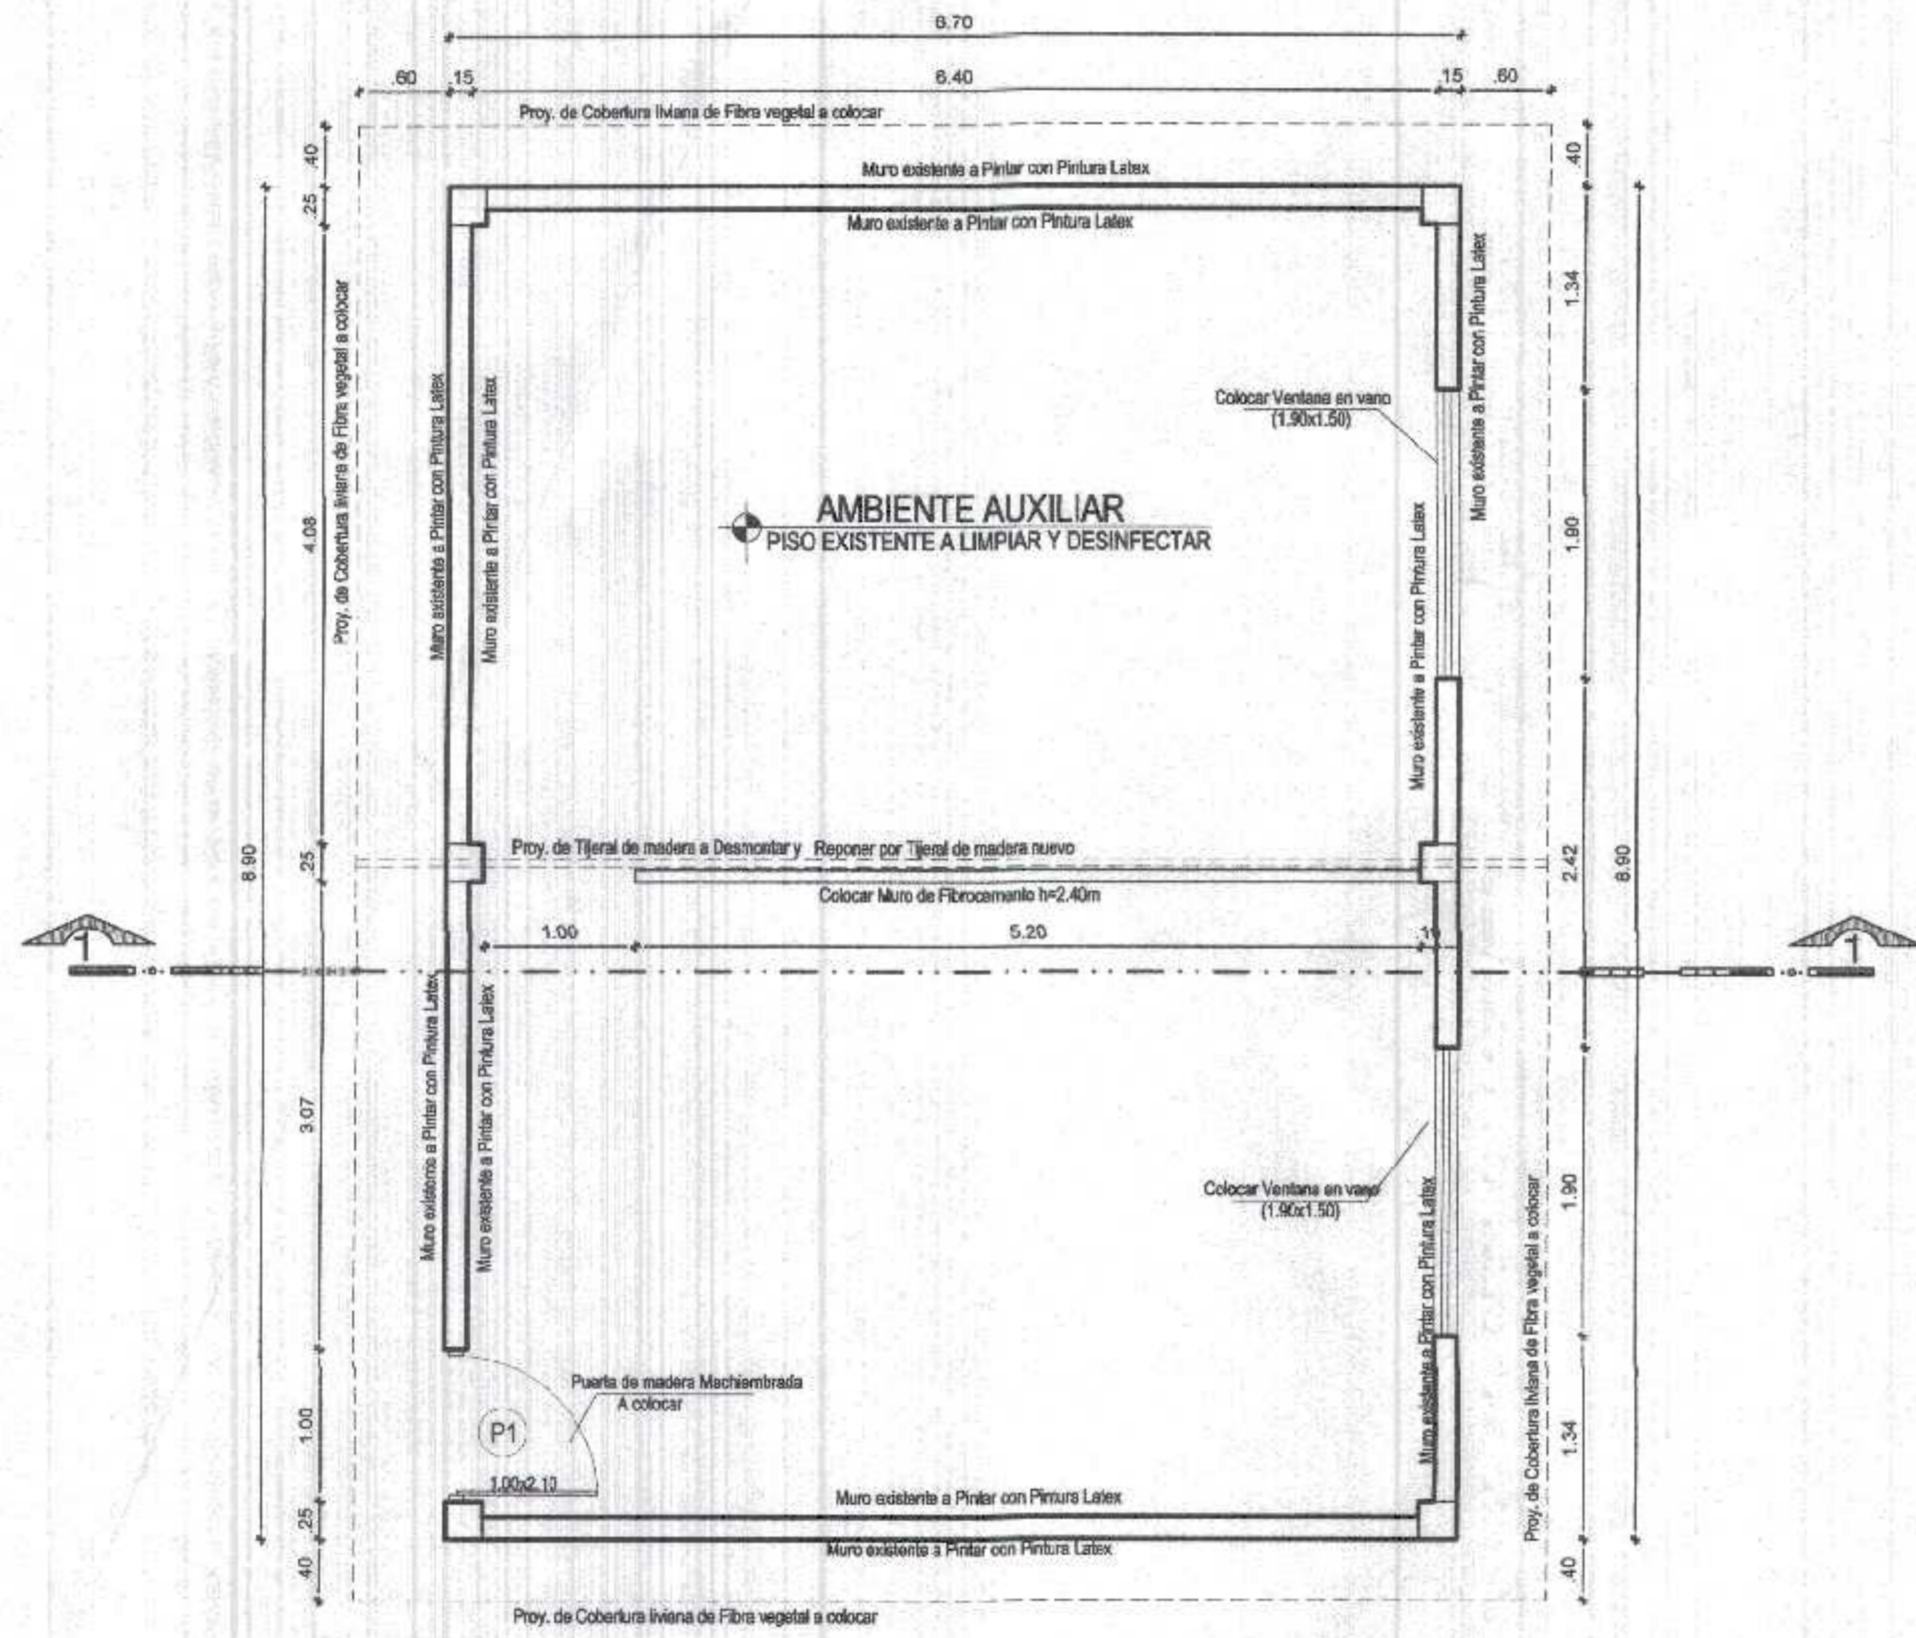 6.70
.60 .15 6.40 .15 .60
Proy. de Cobertura liviana de Fibra vegetal a colocar
.40
.40
Muro existente a Pintar con Pintura Latex
.25
Muro existente a Pintar con Pintura Latex
Proy. de Cobertura liviana de Fibra vegetal a colocar
Muro existente a Pintar con Pintura Latex
Muro existente a Pintar con Pintura Latex
Muro existente a Pintar con Pintura Latex
1.34
Colocar Ventana en vano
(1.90x1.50)
AMBIENTE AUXILIAR
PISO EXISTENTE A LIMPIAR Y DESINFECTAR
4.08
Muro existente a Pintar con Pintura Latex
1.90
Proy. de Tijeral de madera a Desmontar y Reponer por Tijeral de madera nuevo
8.90
.25
2.42
8.90
Colocar Muro de Fibrocemento h=2.40m
1.00 5.20
1
1
Muro existente a Pintar con Pintura Latex
Muro existente a Pintar con Pintura Latex
3.07
Colocar Ventana en vano
(1.90x1.50)
1.90
Muro existente a Pintar con Pintura Latex
Proy. de Cobertura liviana de Fibra vegetal a colocar
Puerta de madera Machiembrada
A colocar
P1
1.00
1.34
1.00x2.10
Muro existente a Pintar con Pintura Latex
.25
Muro existente a Pintar con Pintura Latex
.40
.40
Proy. de Cobertura liviana de Fibra vegetal a colocar